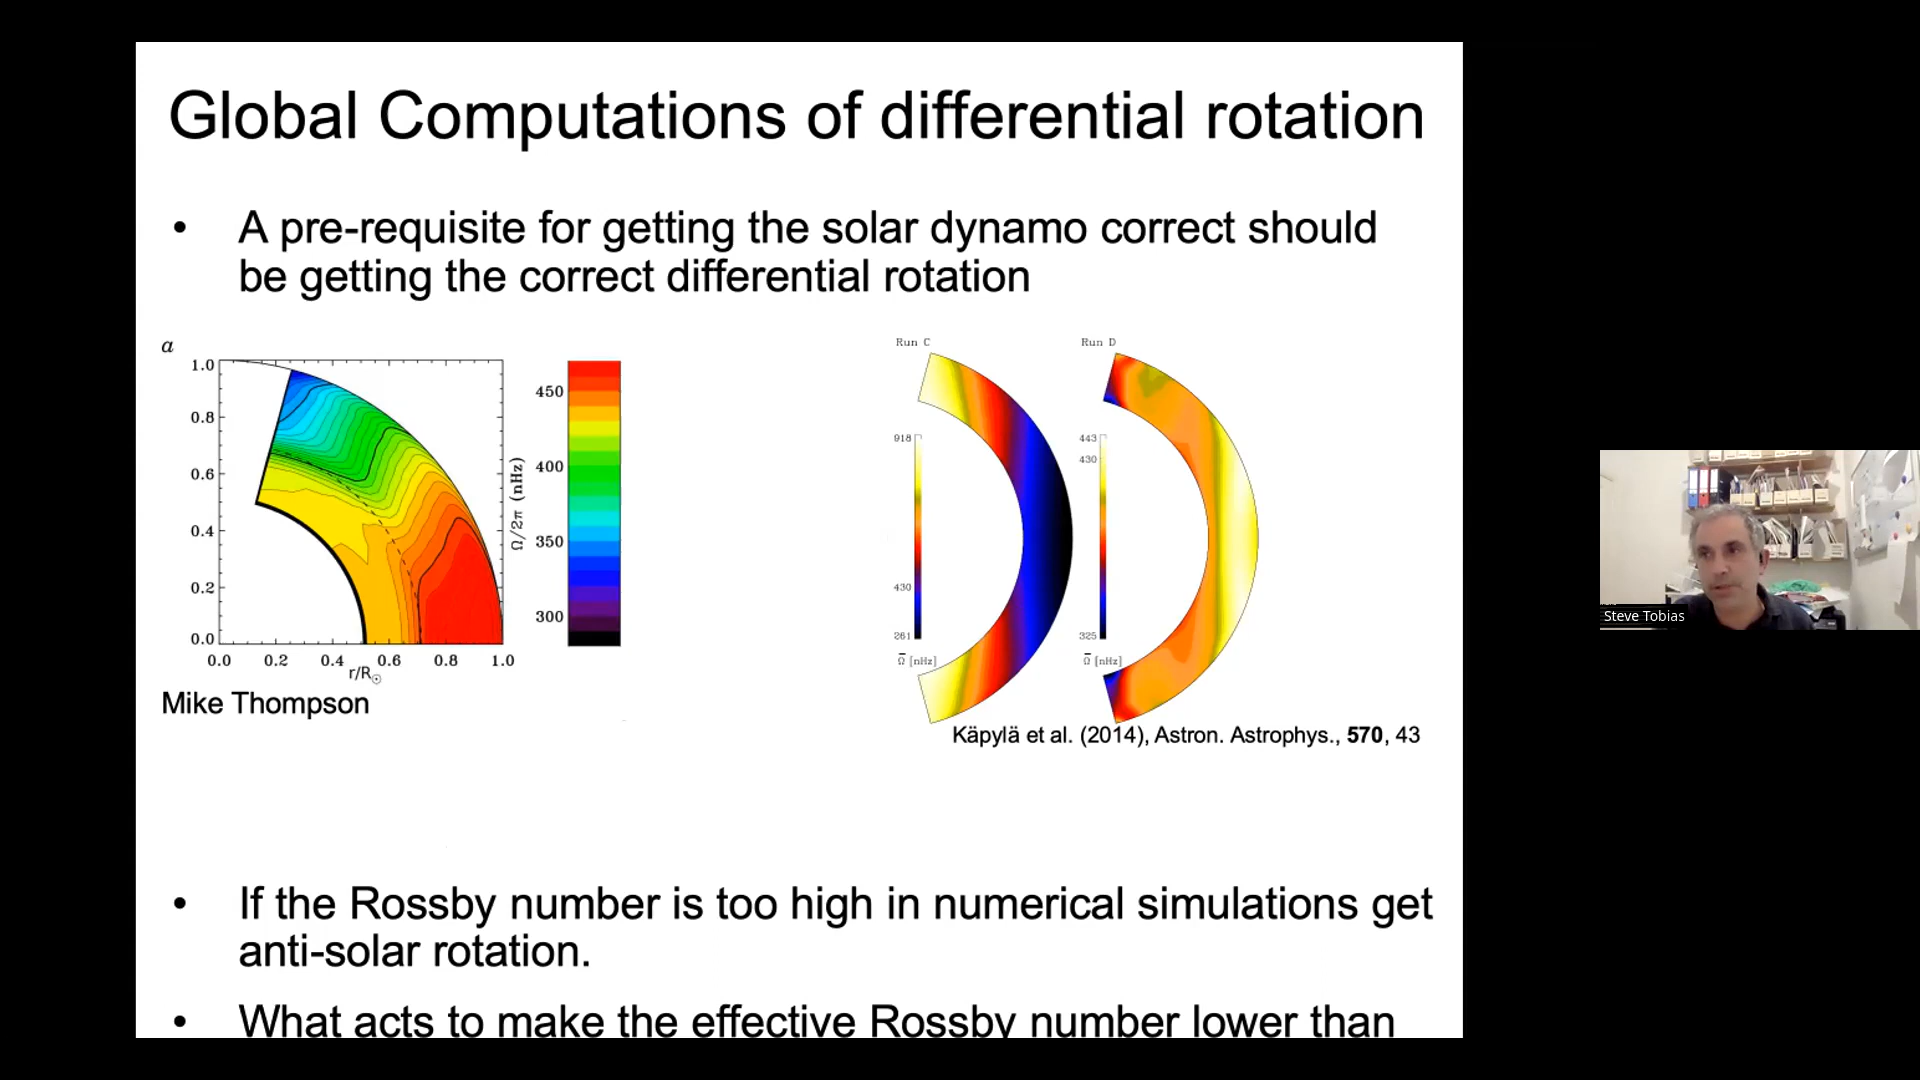 Global Computations of differential rotation
• A pre-requisite for getting the solar dynamo correct should
be getting the correct differential rotation
a
1.0
0.8
0.6
0.4
0.2
0.0
0.0 0.2 0.4 0.6 0.8 1.0
r/R☉
Ω/2π (nHz)
450
400
350
300
Mike Thompson
Run C
918
430
261
Ω̅ [nHz]
Run D
443
430
325
Ω̅ [nHz]
Käpylä et al. (2014), Astron. Astrophys., 570, 43
• If the Rossby number is too high in numerical simulations get
anti-solar rotation.
• What acts to make the effective Rossby number lower than
Steve Tobias